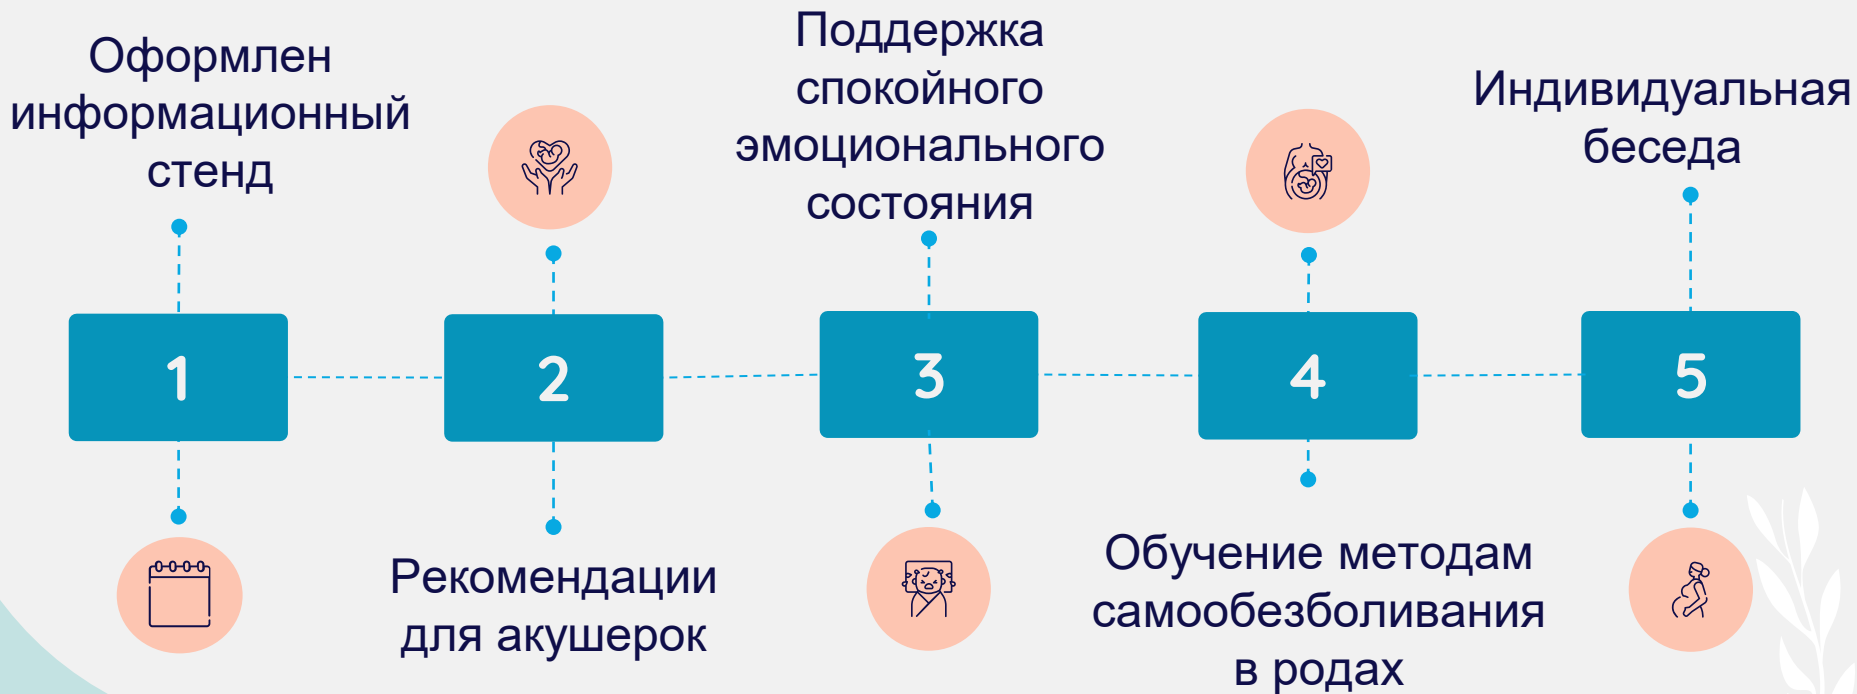 Оформлен
информационный
стенд
Поддержка
спокойного
эмоционального
состояния
Индивидуальная
беседа
1
2
3
4
5
Рекомендации
для акушерок
Обучение методам
самообезболивания
в родах